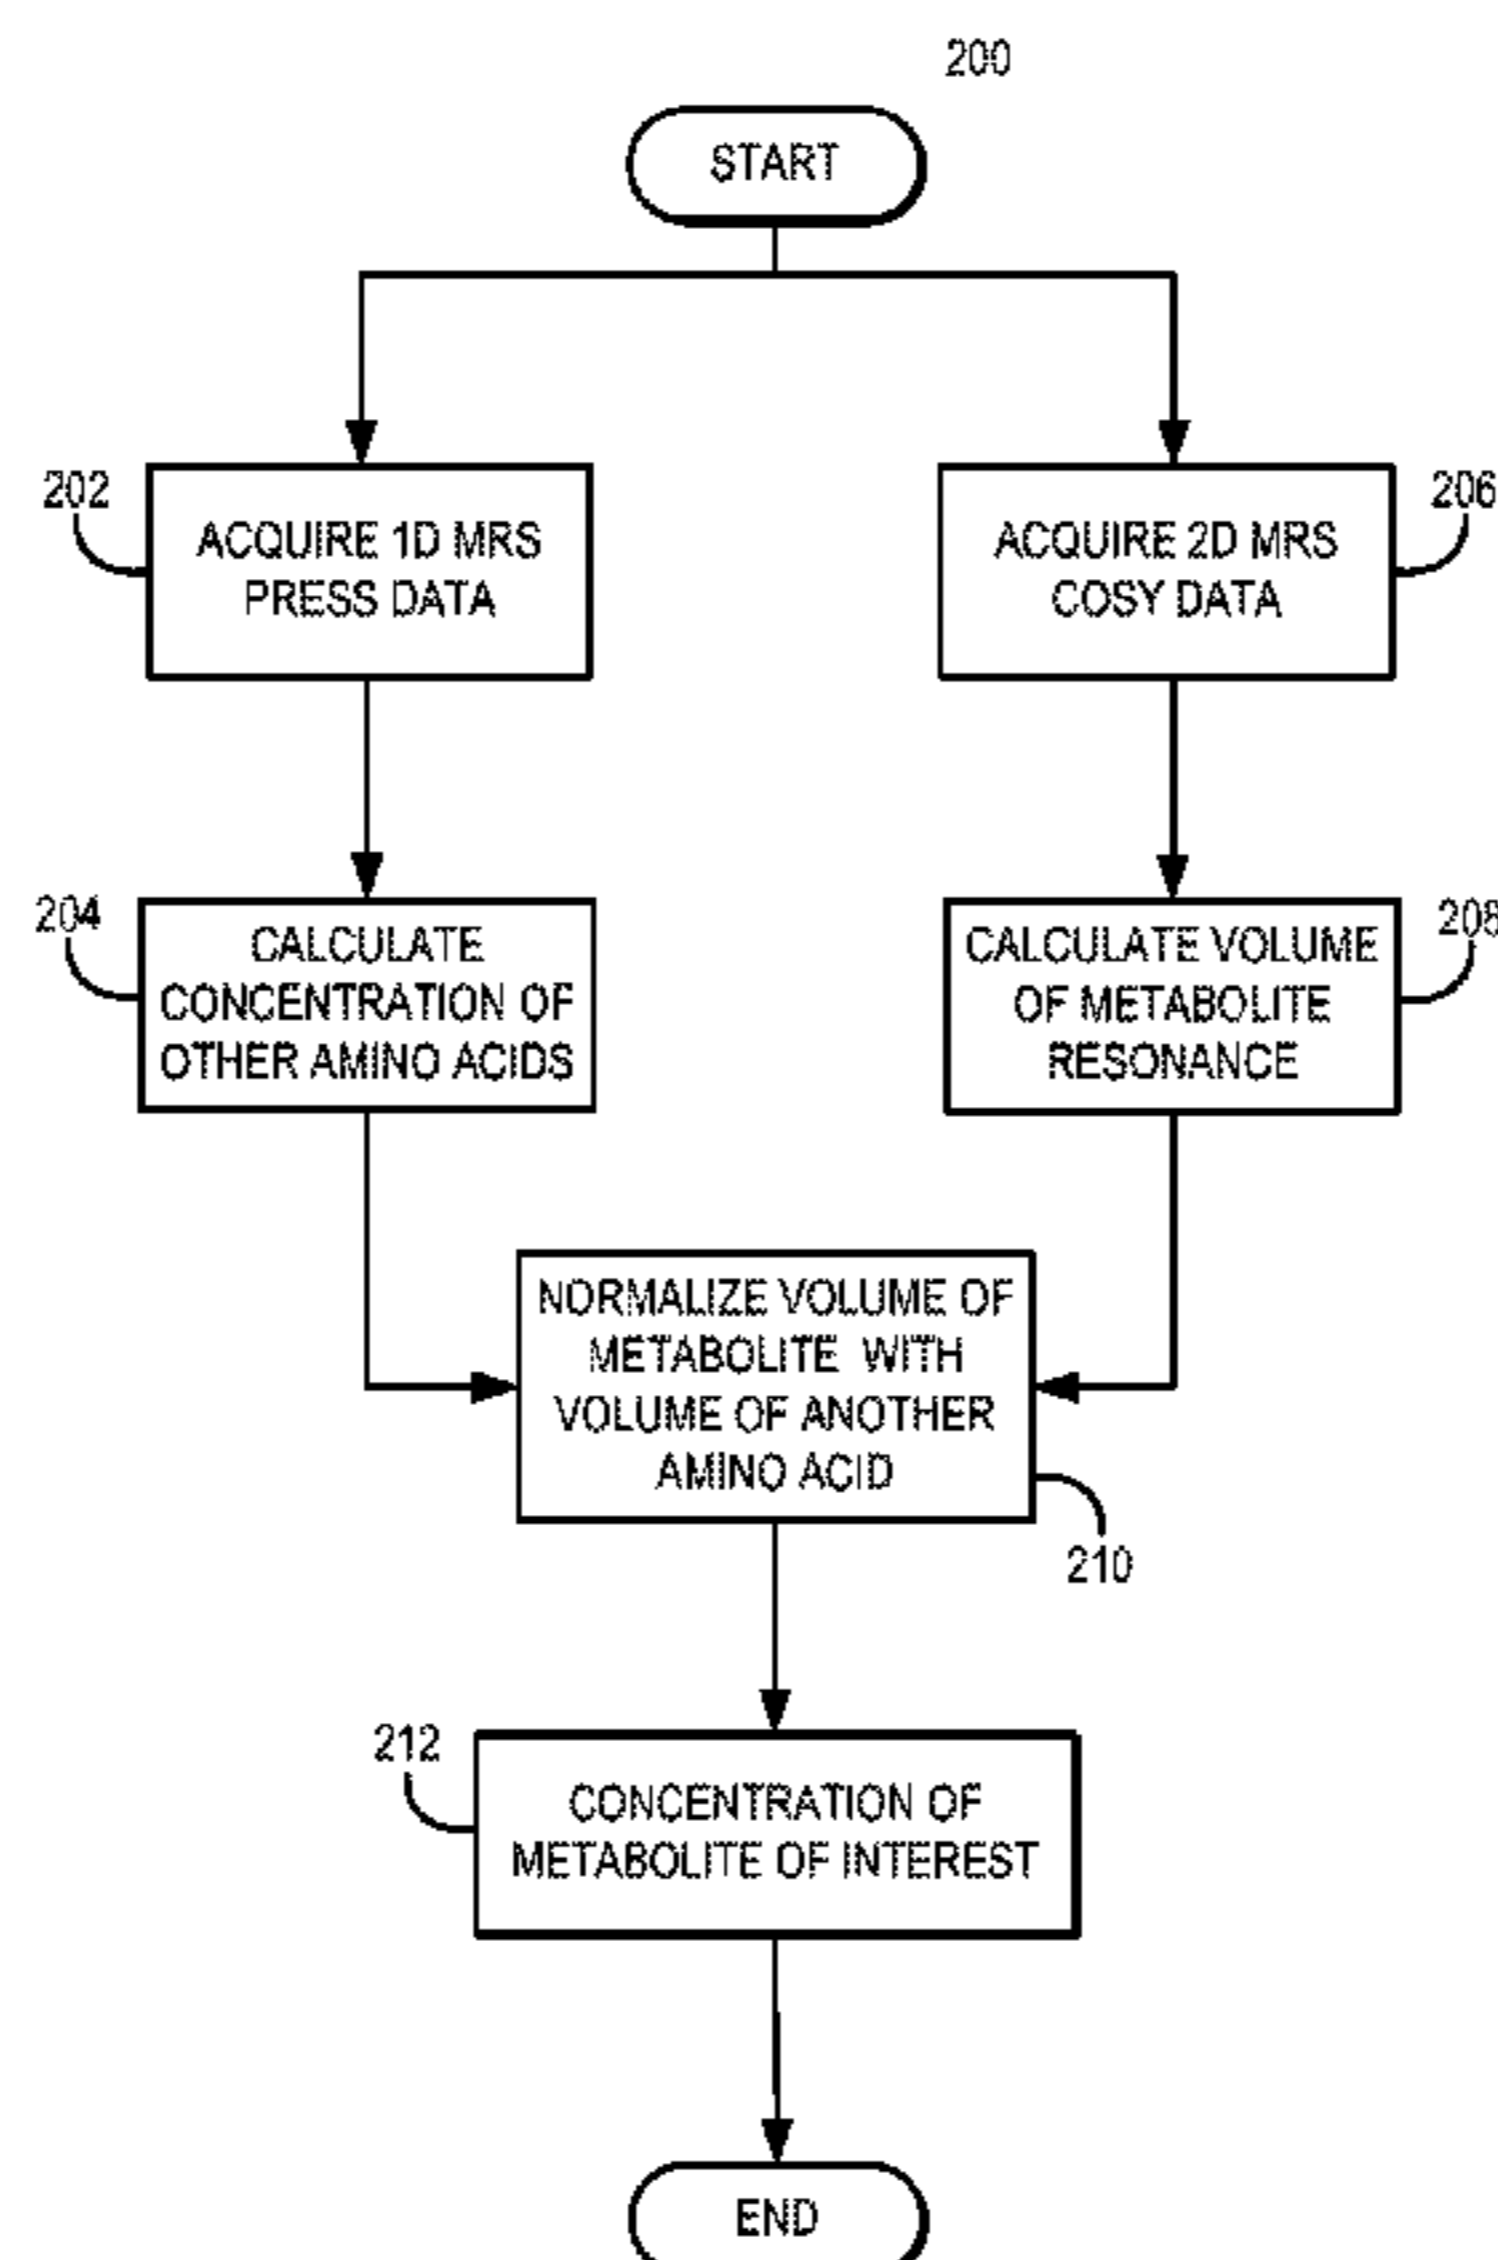 200
START
202
ACQUIRE 1D MRS
PRESS DATA
206
ACQUIRE 2D MRS
COSY DATA
204
CALCULATE
CONCENTRATION OF
OTHER AMINO ACIDS
208
CALCULATE VOLUME
OF METABOLITE
RESONANCE
NORMALIZE VOLUME OF
METABOLITE WITH
VOLUME OF ANOTHER
AMINO ACID
210
212
CONCENTRATION OF
METABOLITE OF INTEREST
END